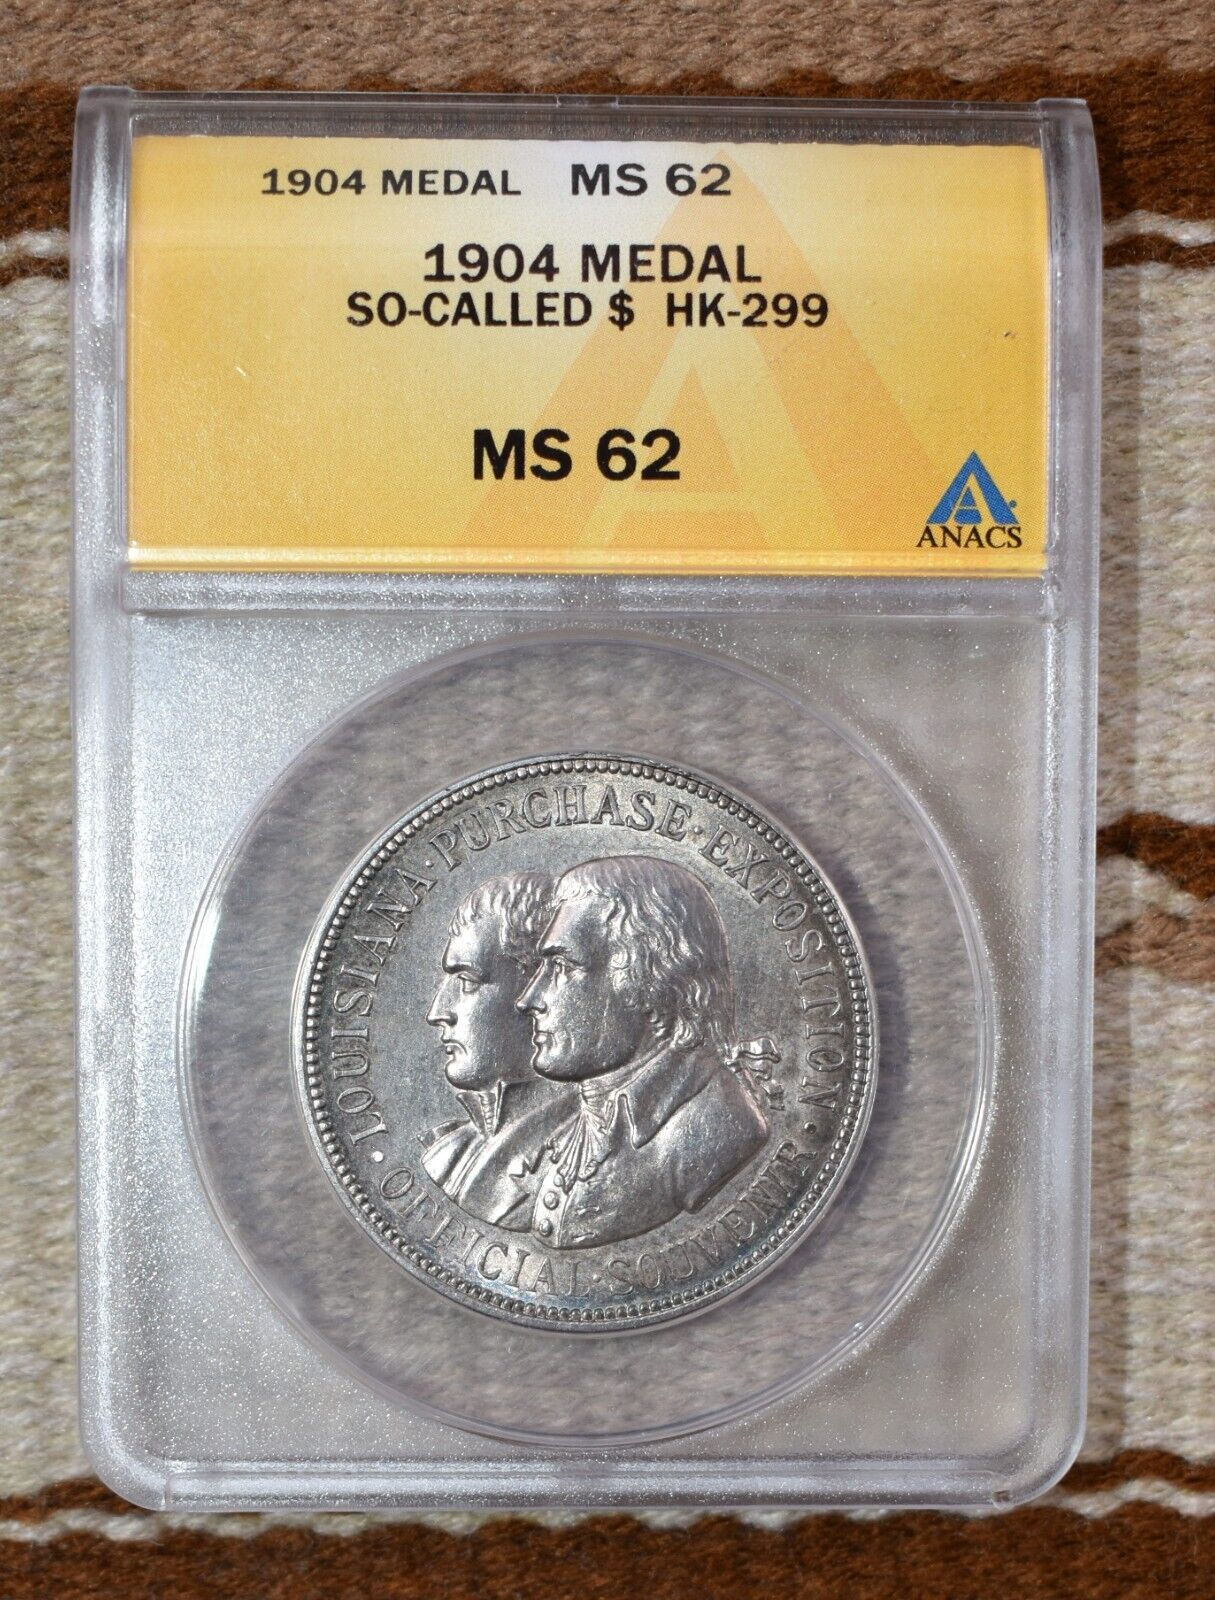 1904 MEDAL MS 62
1904 MEDAL
SO-CALLED $ HK-299
MS 62
ANACS
LOUISIANA · PURCHASE · EXPOSITION ·
OFFICIAL · SOUVENIR ·